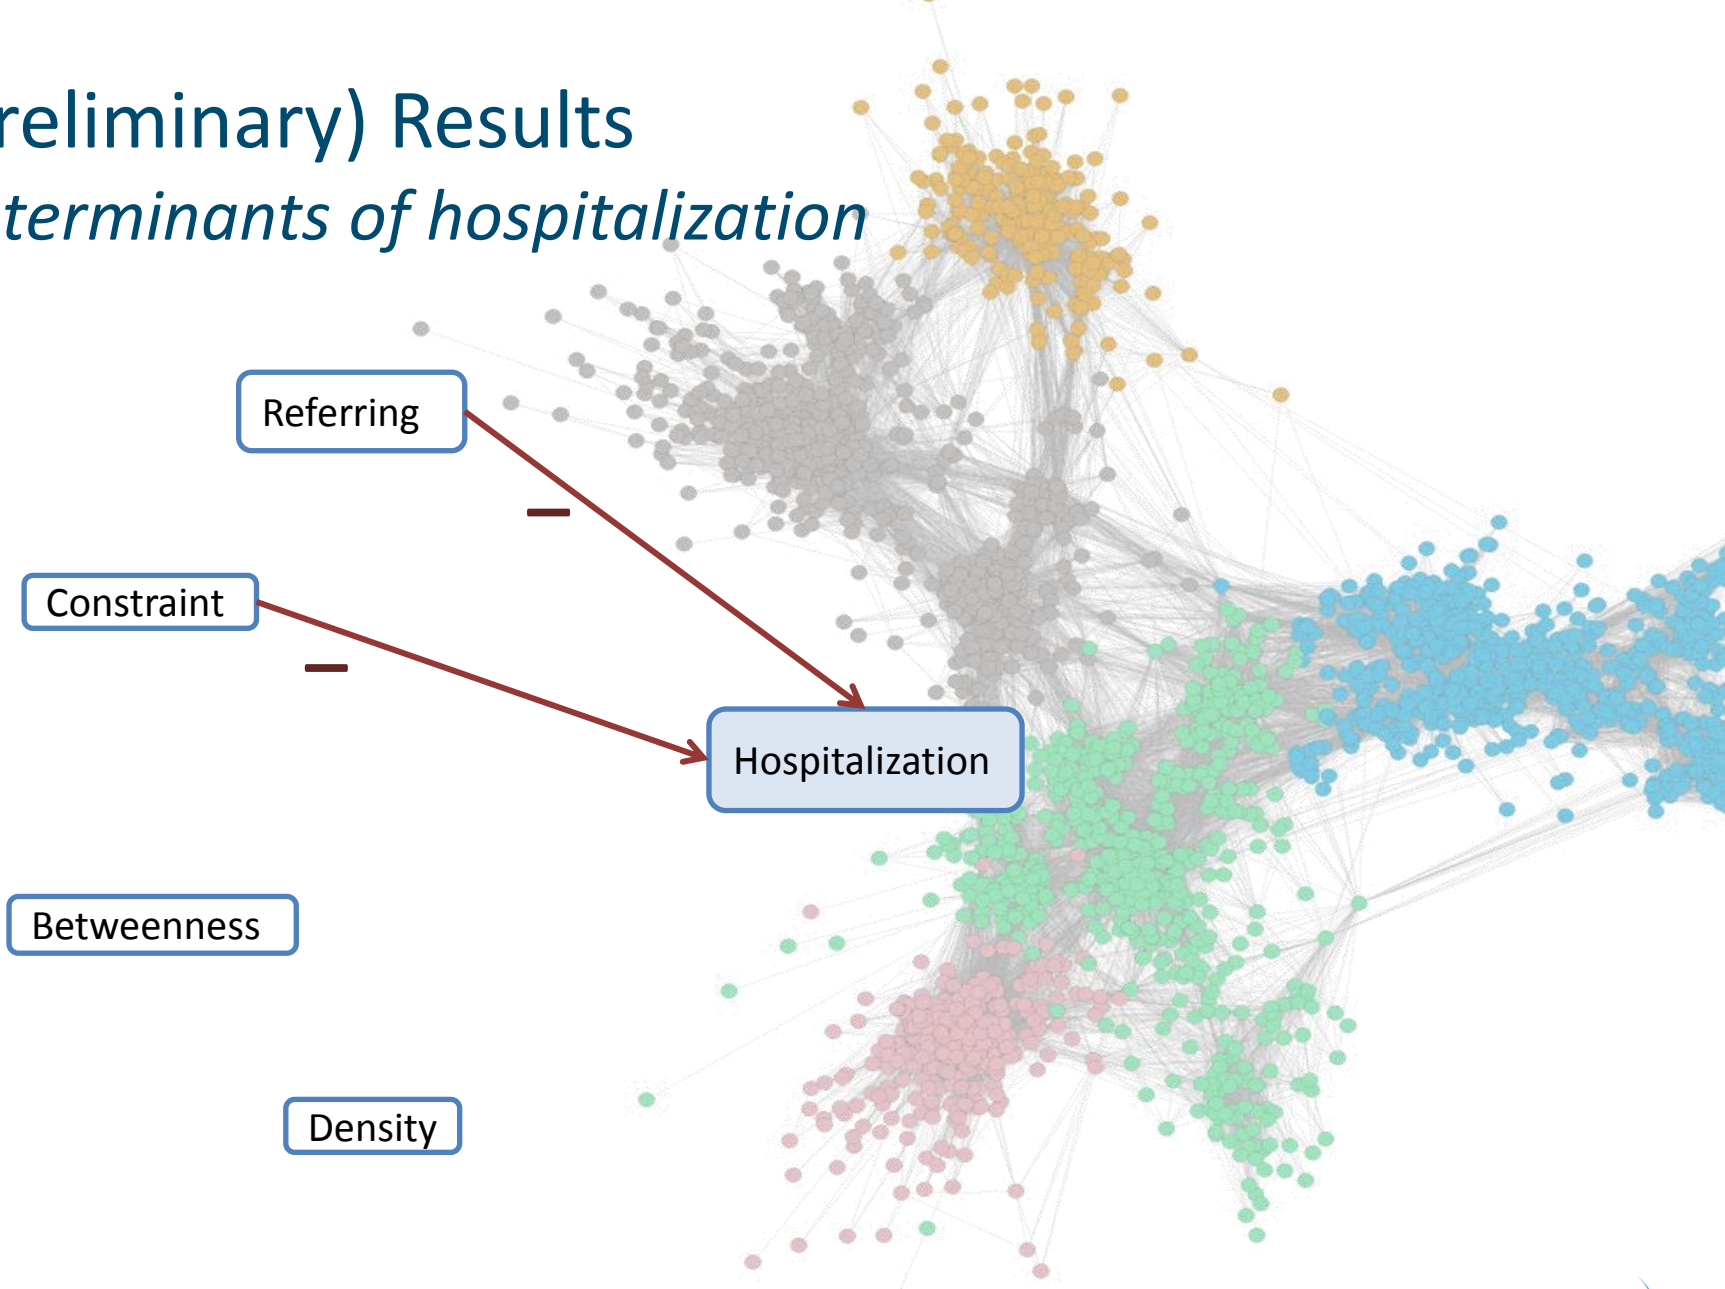 reliminary) Results
terminants of hospitalization
Referring
Constraint
Hospitalization
Betweenness
Density